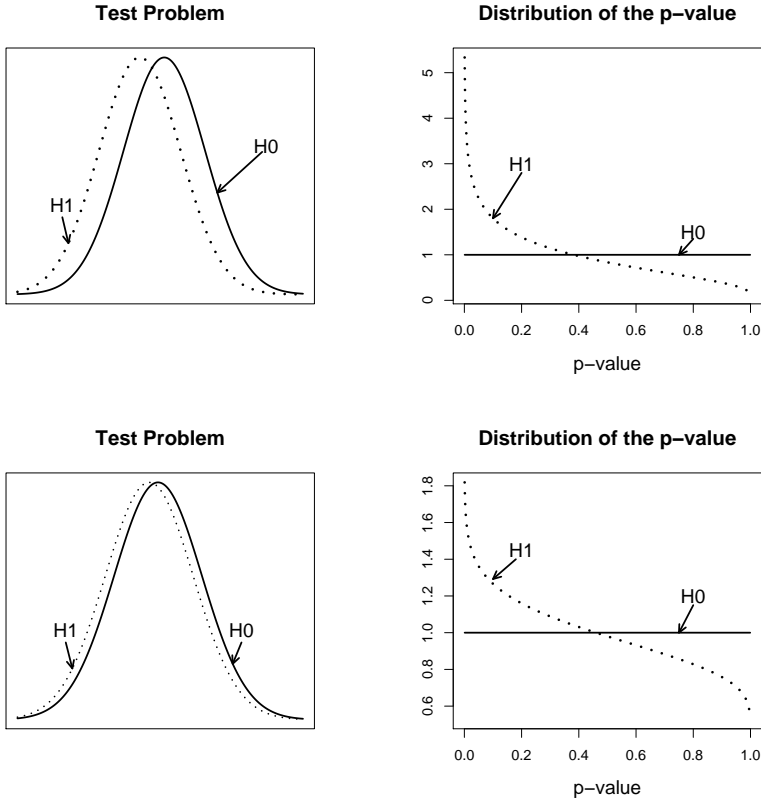 Test Problem
H1
H0
Distribution of the p−value
5
4
3
2
1
0
H1
H0
0.0 0.2 0.4 0.6 0.8 1.0
p−value
Test Problem
H1
H0
Distribution of the p−value
1.8
1.6
1.4
1.2
1.0
0.8
0.6
H1
H0
0.0 0.2 0.4 0.6 0.8 1.0
p−value